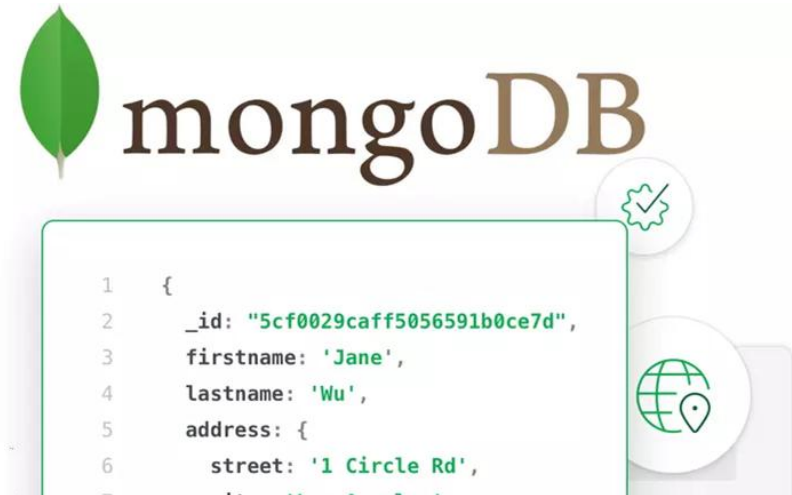 mongoDB
1 {
2 _id: "5cf0029caff5056591b0ce7d",
3 firstname: 'Jane',
4 lastname: 'Wu',
5 address: {
6 street: '1 Circle Rd',